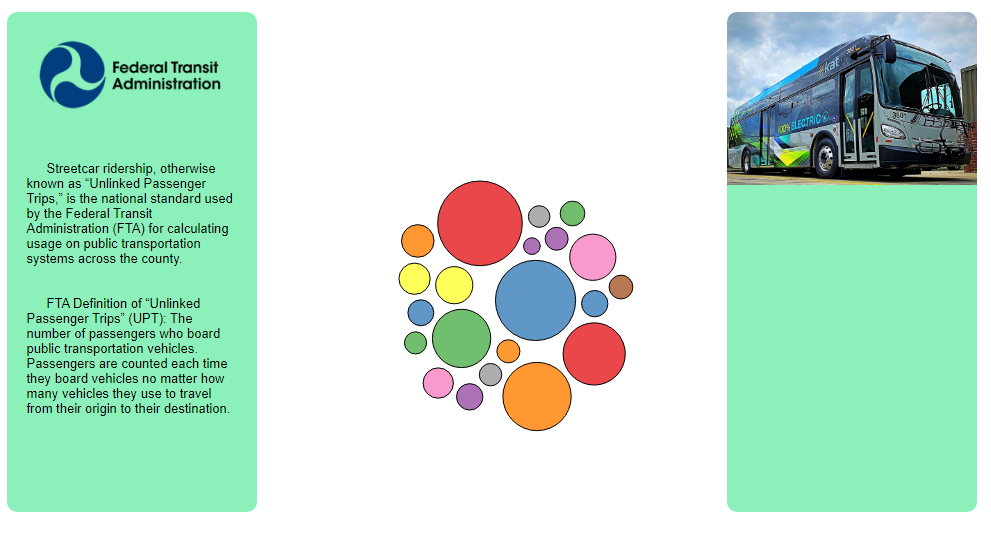 Federal Transit
Administration
Streetcar ridership, otherwise
known as “Unlinked Passenger
Trips,” is the national standard used
by the Federal Transit
Administration (FTA) for calculating
usage on public transportation
systems across the county.
FTA Definition of “Unlinked
Passenger Trips” (UPT): The
number of passengers who board
public transportation vehicles.
Passengers are counted each time
they board vehicles no matter how
many vehicles they use to travel
from their origin to their destination.
3501
kat
100% ELECTRIC
3501